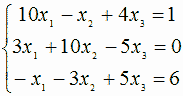 10x₁ − x₂ + 4x₃ = 1
3x₁ + 10x₂ − 5x₃ = 0
−x₁ − 3x₂ + 5x₃ = 6